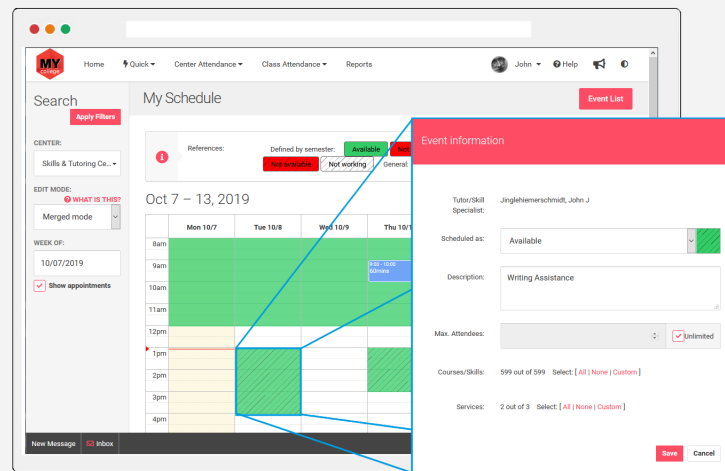 MY
college
Home
Quick
Center Attendance
Class Attendance
Reports
John
Help
Search
Apply Filters
CENTER:
Skills & Tutoring Ce...
EDIT MODE:
WHAT IS THIS?
Merged mode
WEEK OF:
10/07/2019
Show appointments
My Schedule
Event List
References:
Defined by semester:
Available
Not
Not available
Not working
General:
Oct 7 – 13, 2019
Mon 10/7
Tue 10/8
Wed 10/9
Thu 10/1
8am
9am
9:00 - 10:00
60mins
10am
11am
12pm
1pm
2pm
3pm
4pm
New Message
Inbox
Event information
Tutor/Skill
Specialist:
Jinglehiemerschmidt, John J
Scheduled as:
Available
Description:
Writing Assistance
Max. Attendees:
Unlimited
Courses/Skills:
599 out of 599 Select: [ All | None | Custom ]
Services:
2 out of 3 Select: [ All | None | Custom ]
Save
Cancel